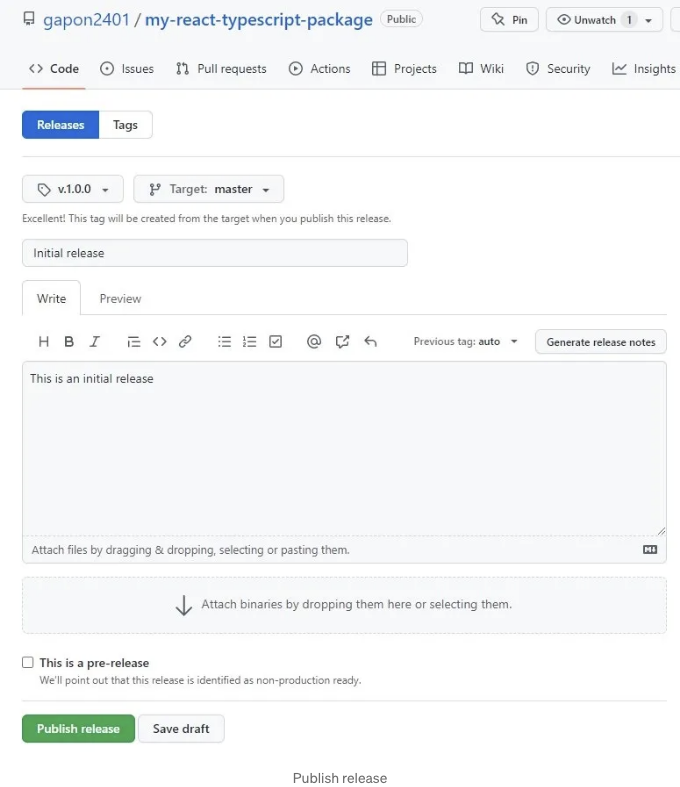 gapon2401 / my-react-typescript-package Public Pin Unwatch 1
Code Issues Pull requests Actions Projects Wiki Security Insights
Releases Tags
v.1.0.0 Target: master
Excellent! This tag will be created from the target when you publish this release.
Initial release
Write Preview
H B I @ Previous tag: auto Generate release notes
This is an initial release
Attach files by dragging & dropping, selecting or pasting them.
Attach binaries by dropping them here or selecting them.
This is a pre-release
We'll point out that this release is identified as non-production ready.
Publish release Save draft
Publish release